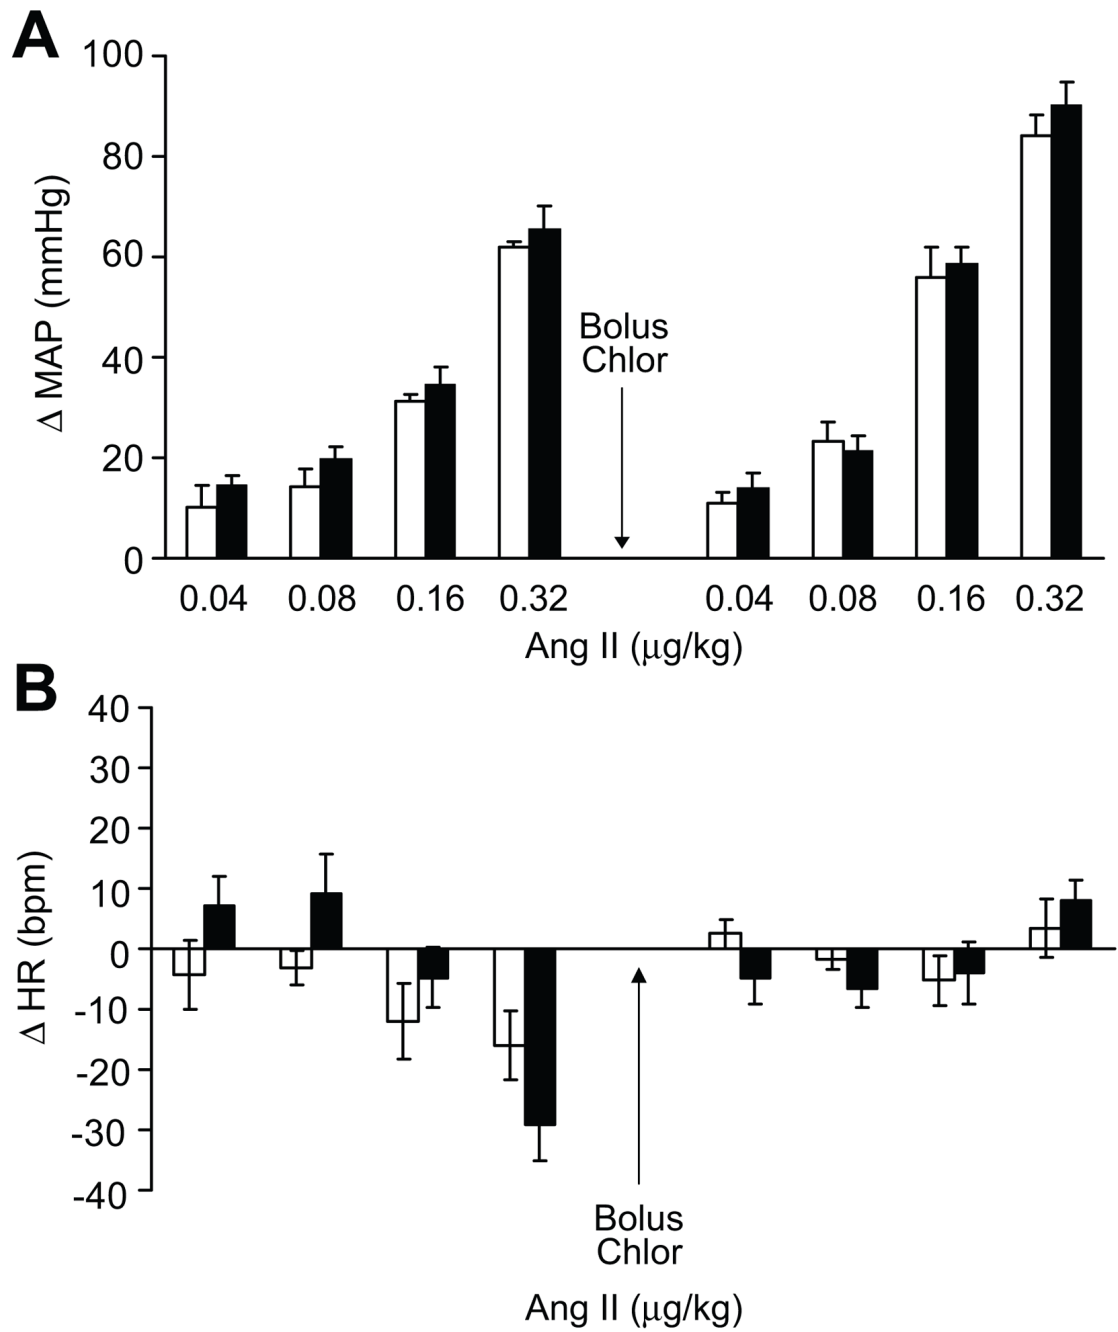 A
100
80
60
40
20
0
Δ MAP (mmHg)
Bolus
Chlor
0.04 0.08 0.16 0.32 0.04 0.08 0.16 0.32
Ang II (μg/kg)
B
40
30
20
10
0
-10
-20
-30
-40
Δ HR (bpm)
Bolus
Chlor
Ang II (μg/kg)